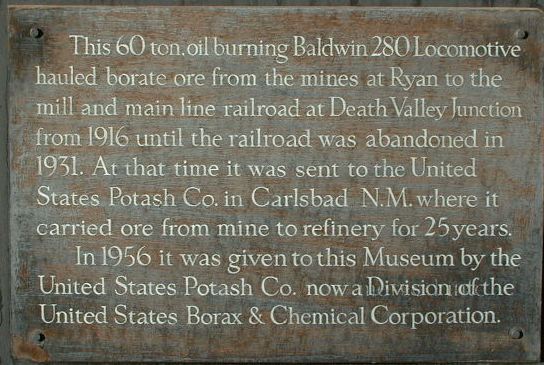 This 60 ton, oil burning Baldwin 280 Locomotive
hauled borate ore from the mines at Ryan to the
mill and main line railroad at Death Valley Junction
from 1916 until the railroad was abandoned in
1931. At that time it was sent to the United
States Potash Co. in Carlsbad N.M. where it
carried ore from mine to refinery for 25 years.
In 1956 it was given to this Museum by the
United States Potash Co. now a Division of the
United States Borax & Chemical Corporation.